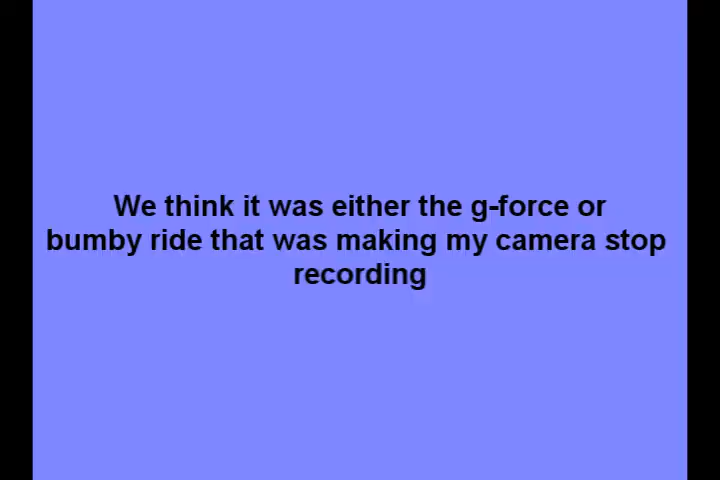 We think it was either the g-force or
bumby ride that was making my camera stop
recording